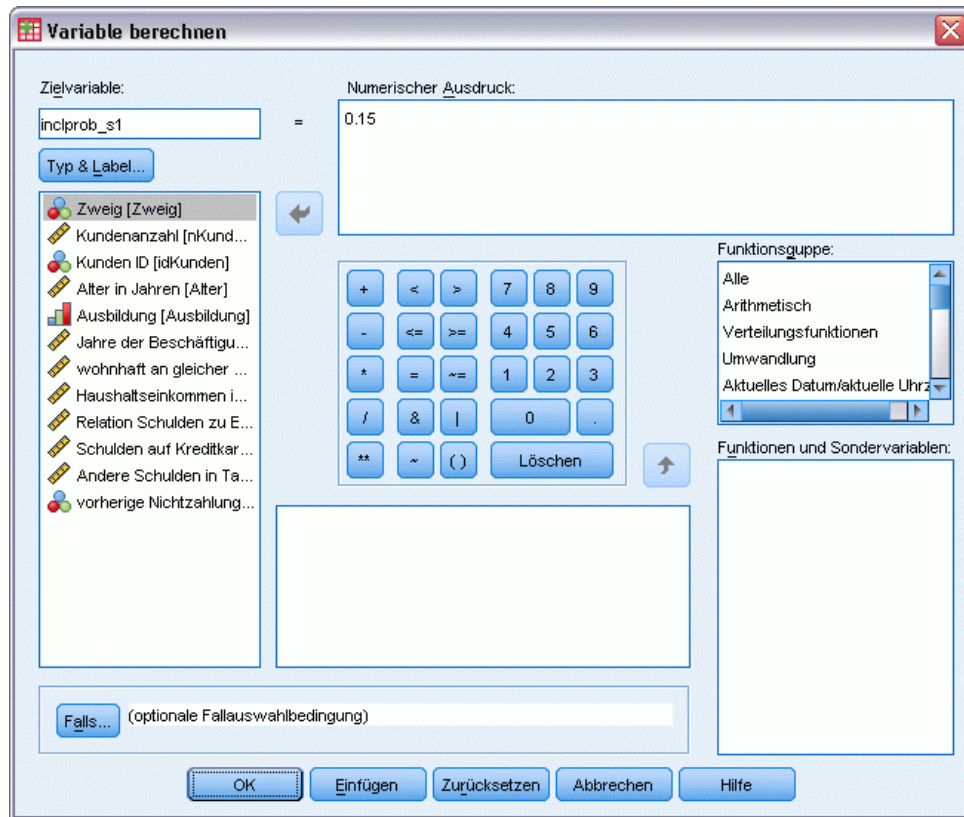 Variable berechnen
Zielvariable:
inclprob_s1
=
Numerischer Ausdruck:
0.15
Typ & Label...
Zweig [Zweig]
Kundenanzahl [nKund...
Kunden ID [idKunden]
Alter in Jahren [Alter]
Ausbildung [Ausbildung]
Jahre der Beschäftigu...
wohnhaft an gleicher ...
Haushaltseinkommen i...
Relation Schulden zu E...
Schulden auf Kreditkar...
Andere Schulden in Ta...
vorherige Nichtzahlung...
+ < > 7 8 9
- <= >= 4 5 6
* = ~= 1 2 3
/ & | 0 .
** ~ ( ) Löschen
Funktionsgruppe:
Alle
Arithmetisch
Verteilungsfunktionen
Umwandlung
Aktuelles Datum/aktuelle Uhrz
Funktionen und Sondervariablen:
Falls... (optionale Fallauswahlbedingung)
OK Einfügen Zurücksetzen Abbrechen Hilfe